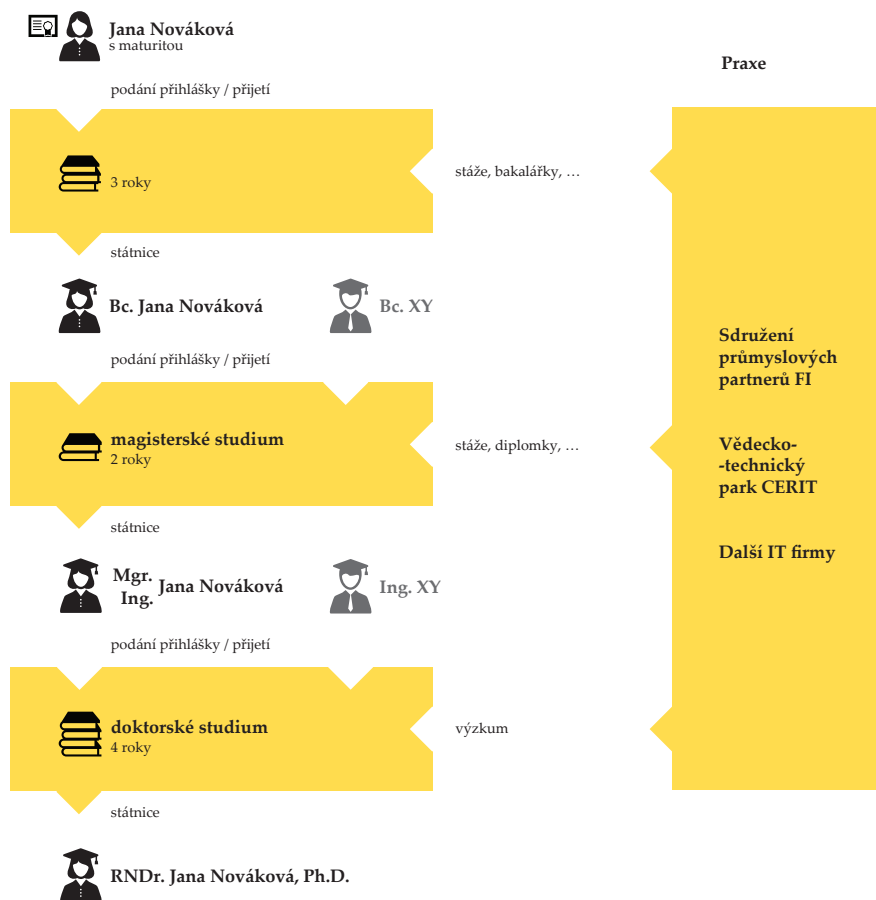 Jana Nováková
s maturitou
Praxe
podání přihlášky / přijetí
3 roky
stáže, bakalářky, …
státnice
Bc. Jana Nováková
Bc. XY
podání přihlášky / přijetí
magisterské studium
2 roky
stáže, diplomky, …
Sdružení
průmyslových
partnerů FI
Vědecko-
-technický
park CERIT
Další IT firmy
státnice
Mgr.
Ing.
Jana Nováková
Ing. XY
podání přihlášky / přijetí
doktorské studium
4 roky
výzkum
státnice
RNDr. Jana Nováková, Ph.D.